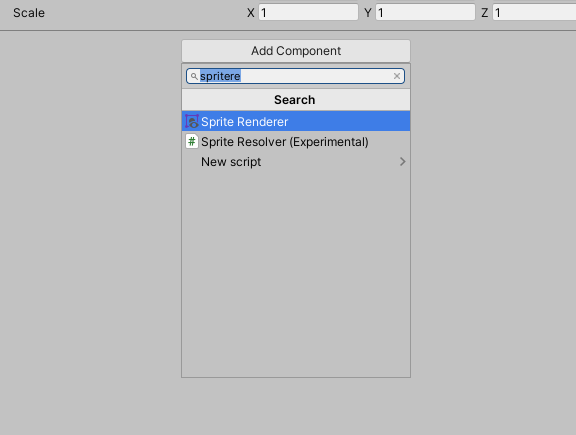 Scale X 1 Y 1 Z 1
Add Component
spritere
Search
Sprite Renderer
# Sprite Resolver (Experimental)
New script